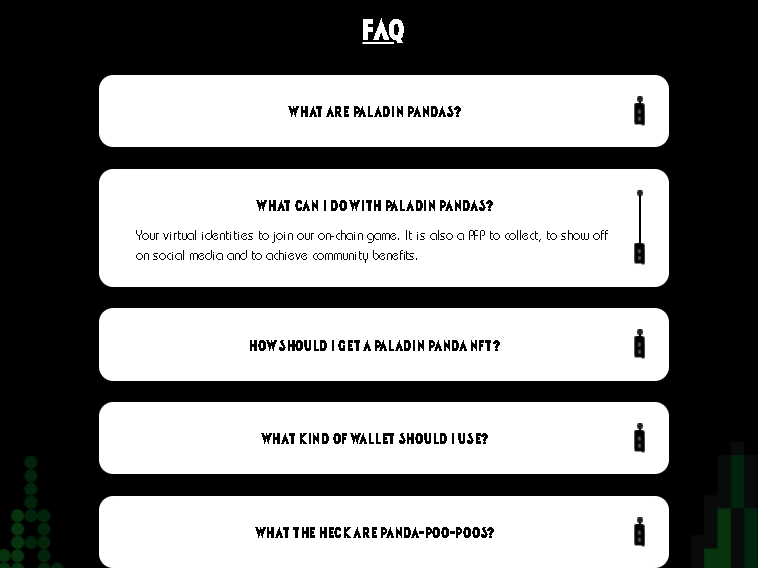 FAQ
WHAT ARE PALADIN PANDAS?
WHAT CAN I DO WITH PALADIN PANDAS?
Your virtual identities to join our on-chain game. It is also a PFP to collect, to show off
on social media and to achieve community benefits.
HOW SHOULD I GET A PALADIN PANDA NFT?
WHAT KIND OF WALLET SHOULD I USE?
WHAT THE HECK ARE PANDA-POO-POOS?